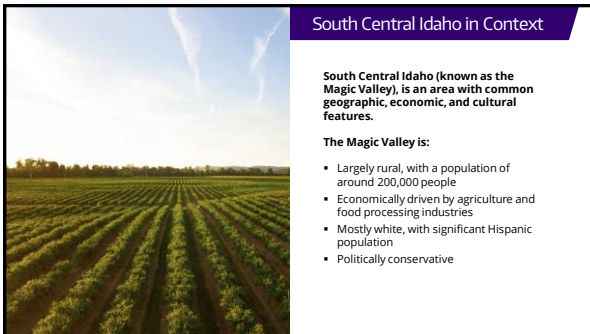 South Central Idaho in Context
South Central Idaho (known as the
Magic Valley), is an area with common
geographic, economic, and cultural
features.
The Magic Valley is:
▪ Largely rural, with a population of
around 200,000 people
▪ Economically driven by agriculture and
food processing industries
▪ Mostly white, with significant Hispanic
population
▪ Politically conservative